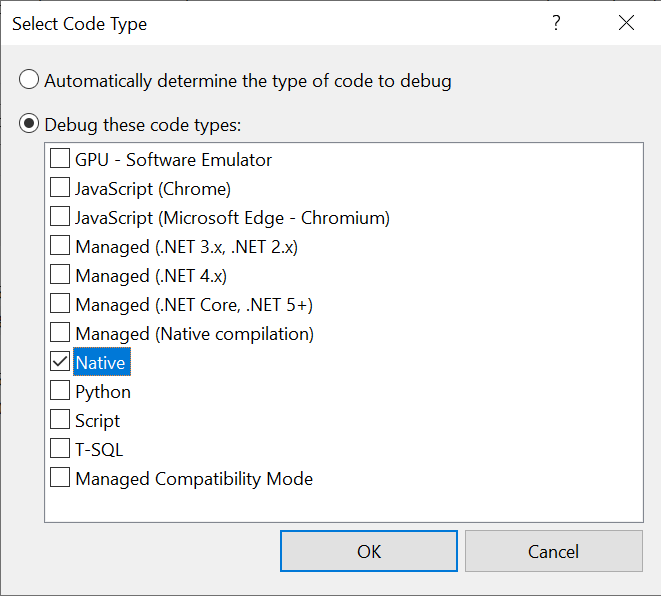 Select Code Type
?
Automatically determine the type of code to debug
Debug these code types:
GPU - Software Emulator
JavaScript (Chrome)
JavaScript (Microsoft Edge - Chromium)
Managed (.NET 3.x, .NET 2.x)
Managed (.NET 4.x)
Managed (.NET Core, .NET 5+)
Managed (Native compilation)
Native
Python
Script
T-SQL
Managed Compatibility Mode
OK
Cancel